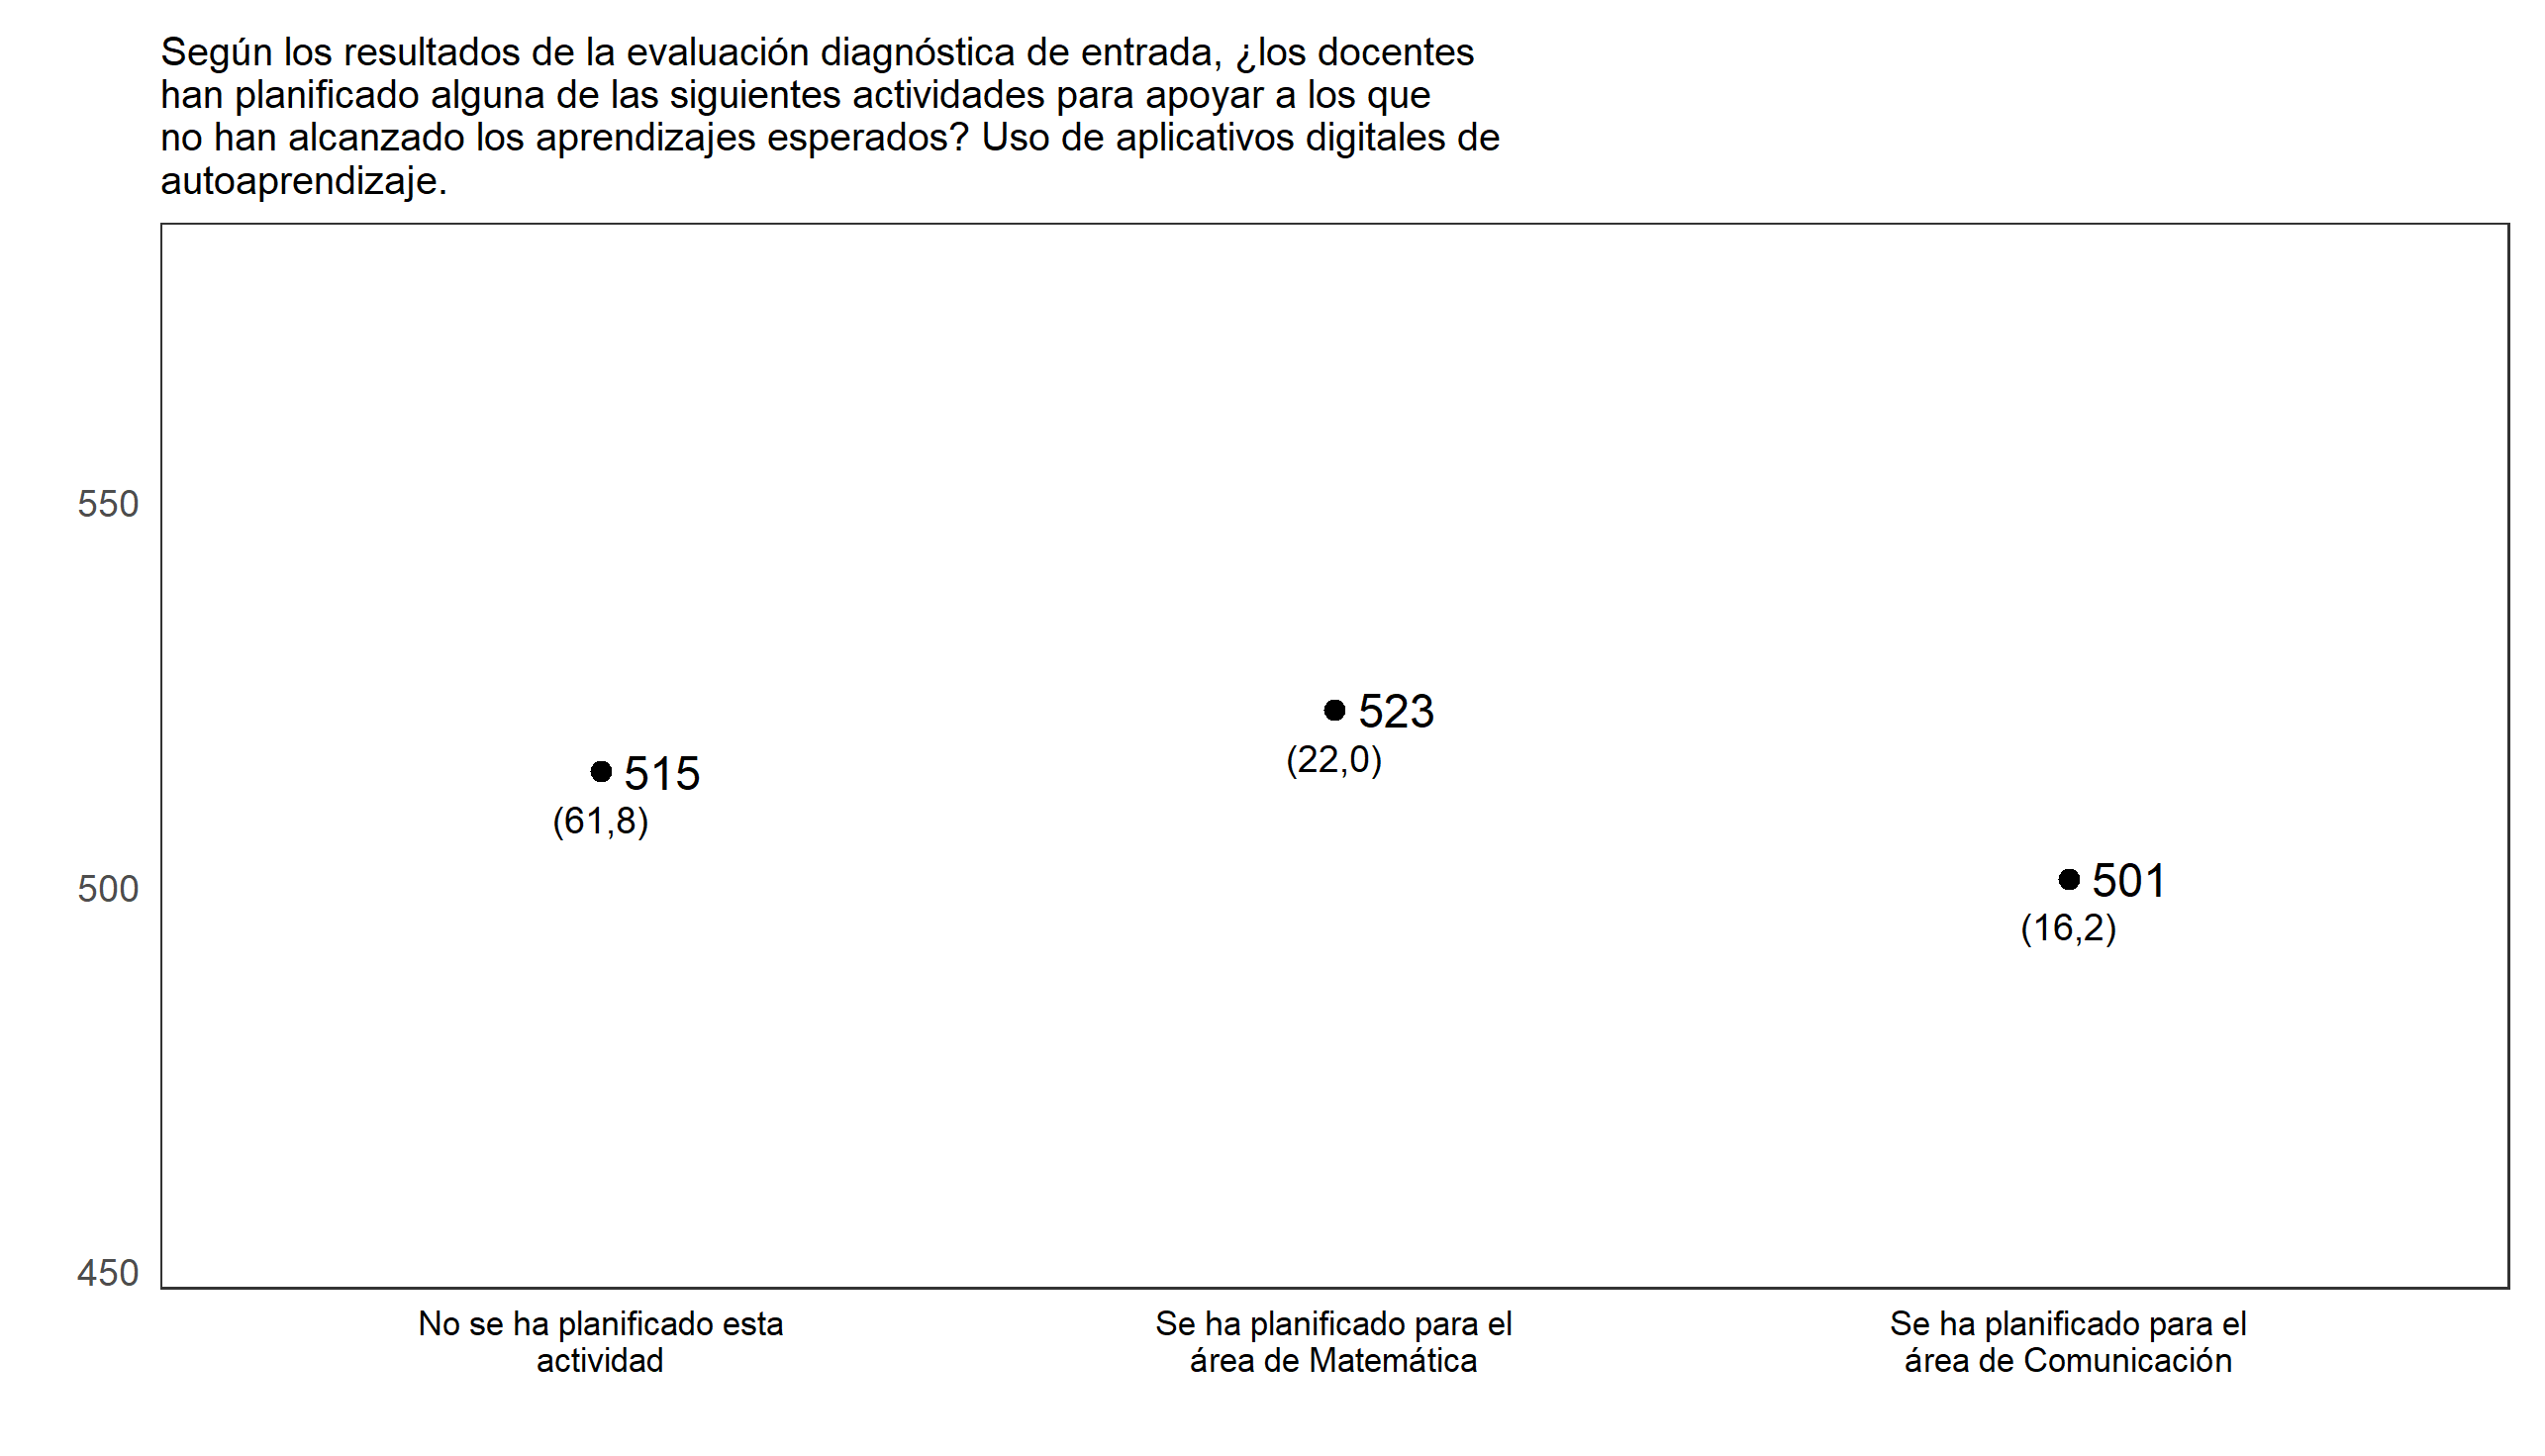 Según los resultados de la evaluación diagnóstica de entrada, ¿los docentes
han planificado alguna de las siguientes actividades para apoyar a los que
no han alcanzado los aprendizajes esperados? Uso de aplicativos digitales de
autoaprendizaje.
550
523
(22,0)
515
(61,8)
500
501
(16,2)
450
No se ha planificado esta
actividad
Se ha planificado para el
área de Matemática
Se ha planificado para el
área de Comunicación